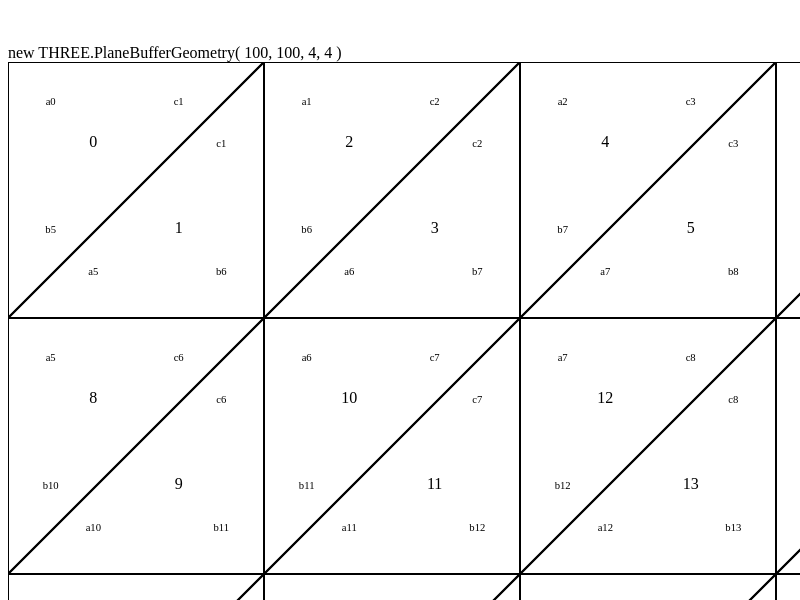 new THREE.PlaneBufferGeometry( 100, 100, 4, 4 )
a0 c1 a1 c2 a2 c3
0 c1 2 c2 4 c3
b5 1 b6 3 b7 5
a5 b6 a6 b7 a7 b8
a5 c6 a6 c7 a7 c8
8 c6 10 c7 12 c8
b10 9 b11 11 b12 13
a10 b11 a11 b12 a12 b13